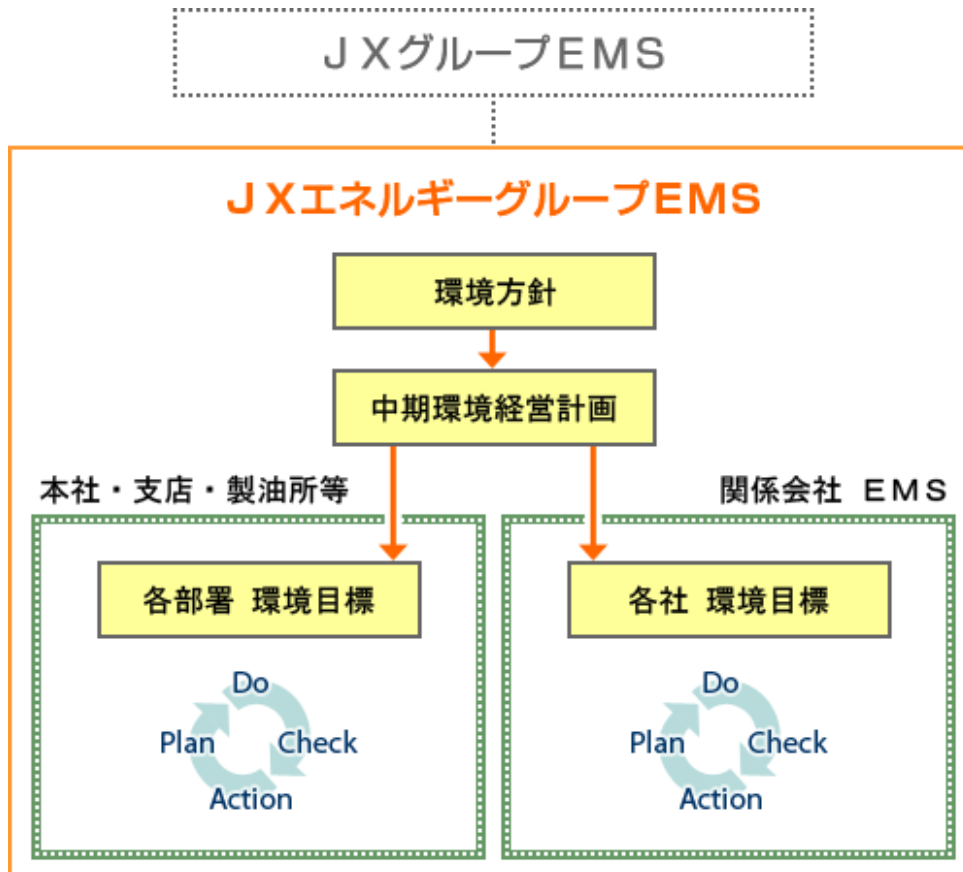 ＪＸグループＥＭＳ
ＪＸエネルギーグループＥＭＳ
環境方針
中期環境経営計画
本社・支店・製油所等
各部署 環境目標
Do
Plan
Check
Action
関係会社 ＥＭＳ
各社 環境目標
Do
Plan
Check
Action